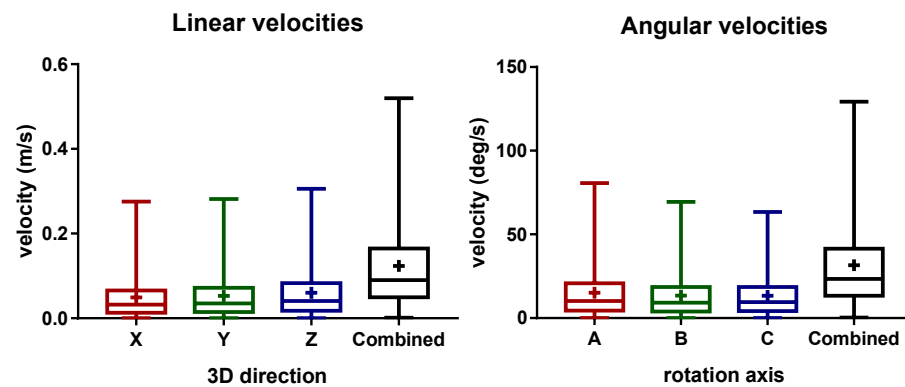 Linear velocities
velocity (m/s)
0.6
0.4
0.2
0.0
X Y Z Combined
3D direction
Angular velocities
velocity (deg/s)
150
100
50
0
A B C Combined
rotation axis